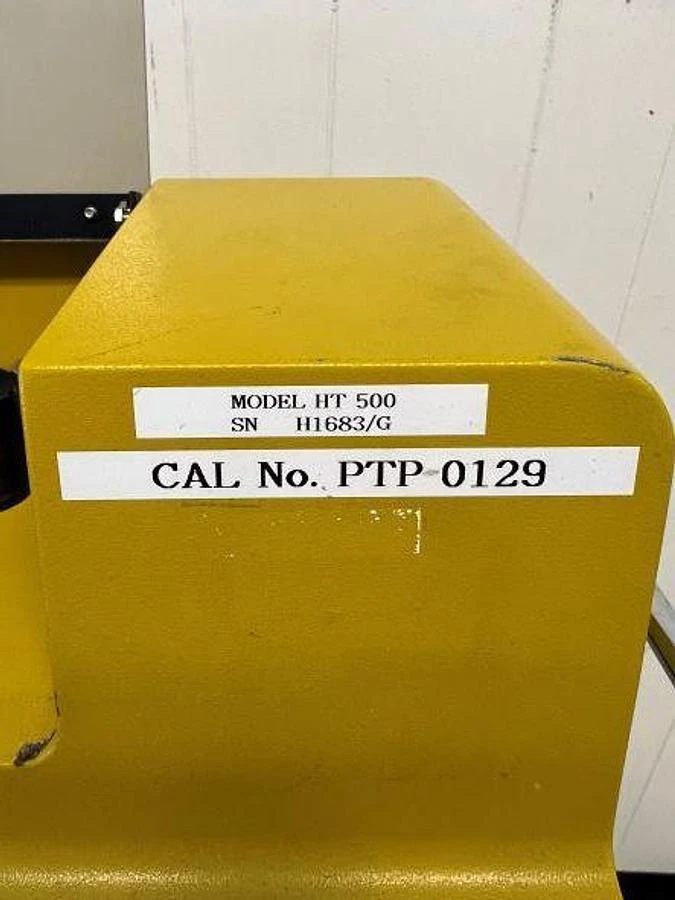 MODEL HT 500
SN H1683/G
CAL No. PTP-0129